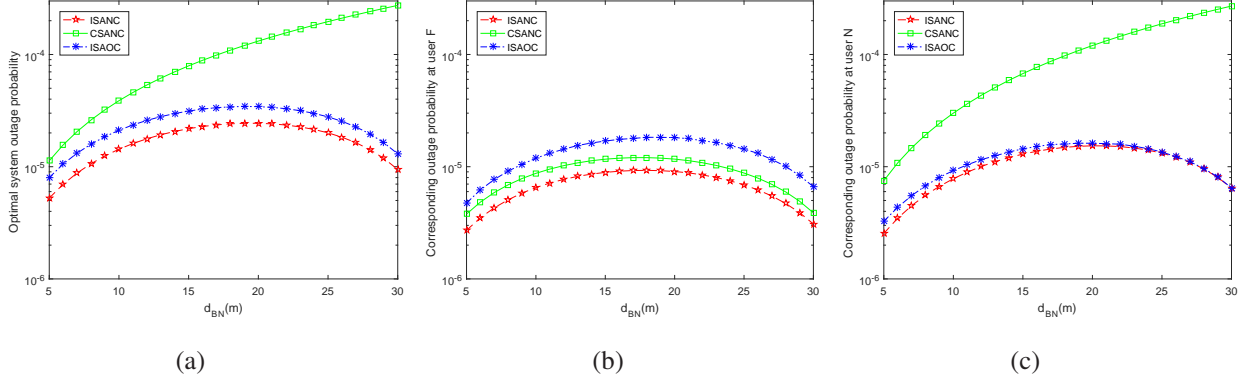 Optimal system outage probability
10^-4
10^-5
10^-6
ISANC
CSANC
ISAOC
5 10 15 20 25 30
d_BN(m)
(a)
Corresponding outage probability at user F
10^-4
10^-5
10^-6
ISANC
CSANC
ISAOC
5 10 15 20 25 30
d_BN(m)
(b)
Corresponding outage probability at user N
10^-4
10^-5
10^-6
ISANC
CSANC
ISAOC
5 10 15 20 25 30
d_BN(m)
(c)